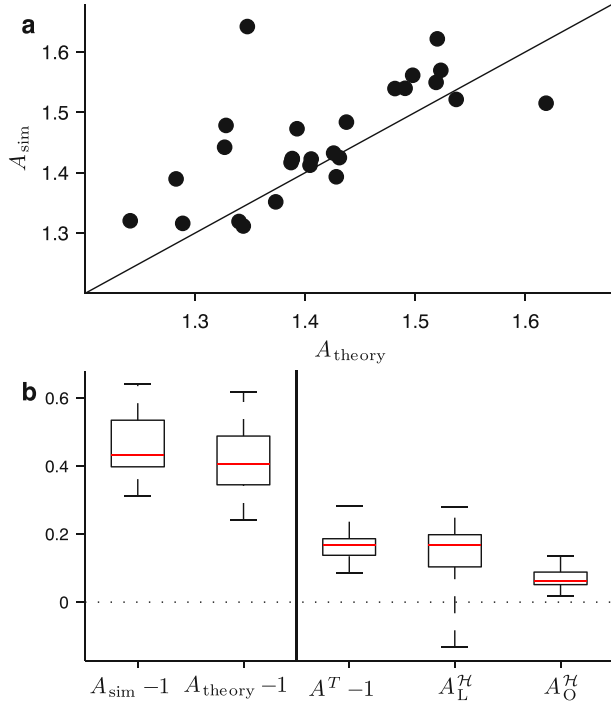 a
1.6
1.5
1.4
1.3
A_sim
1.3 1.4 1.5 1.6
A_theory
b
0.6
0.4
0.2
0
A_sim −1 A_theory −1 A^T −1 A_L^ℋ A_O^ℋ